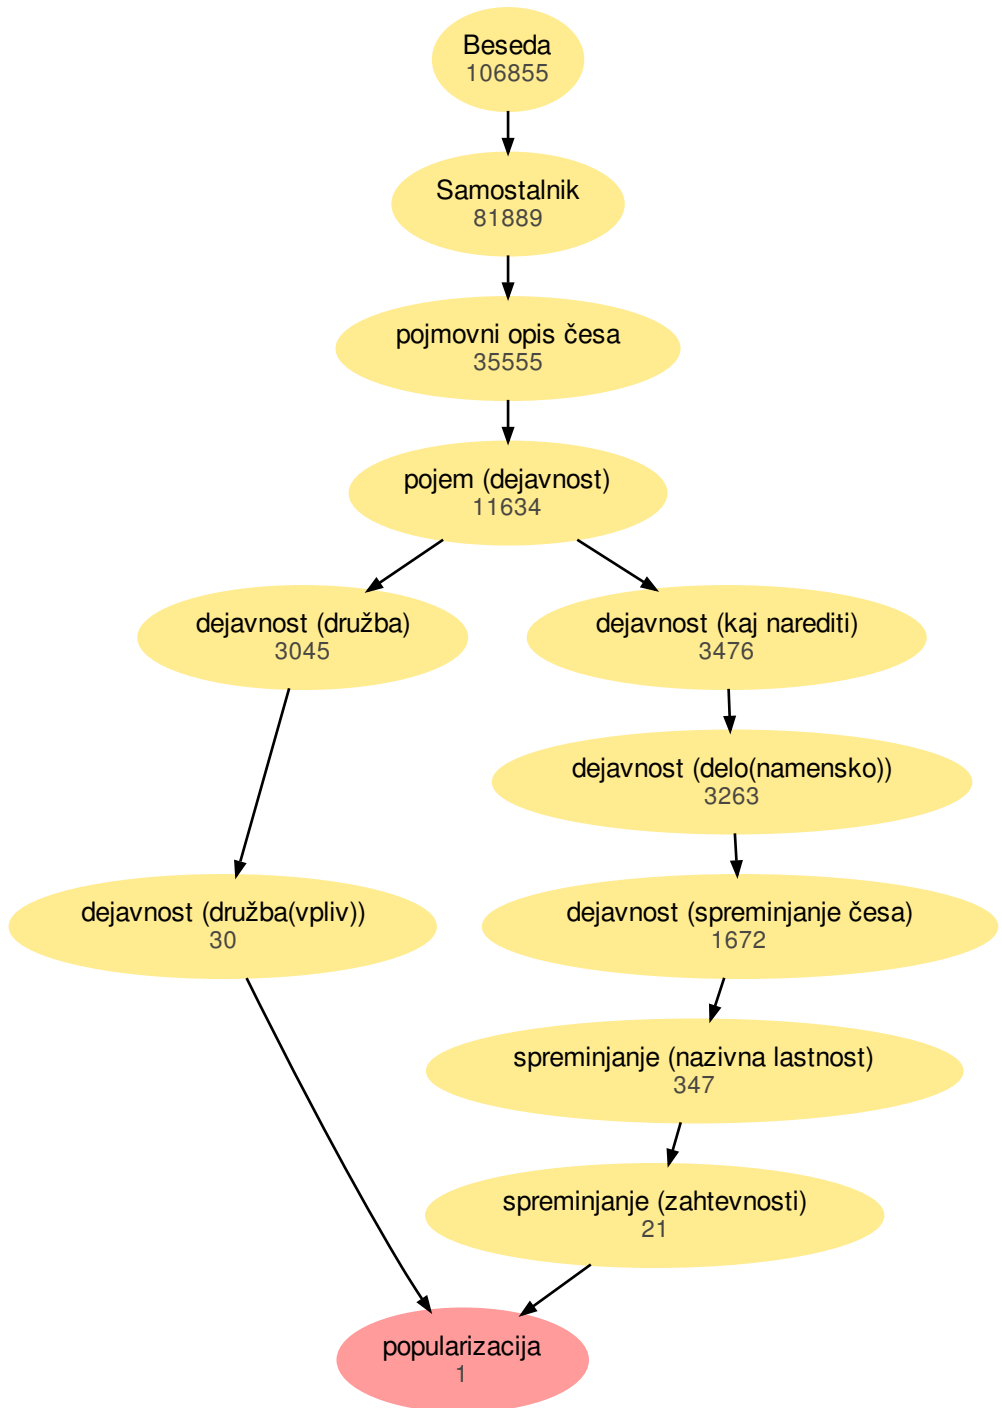 Beseda
106855
Samostalnik
81889
pojmovni opis česa
35555
pojem (dejavnost)
11634
dejavnost (družba)
3045
dejavnost (kaj narediti)
3476
dejavnost (delo(namensko))
3263
dejavnost (družba(vpliv))
30
dejavnost (spreminjanje česa)
1672
spreminjanje (nazivna lastnost)
347
spreminjanje (zahtevnosti)
21
popularizacija
1